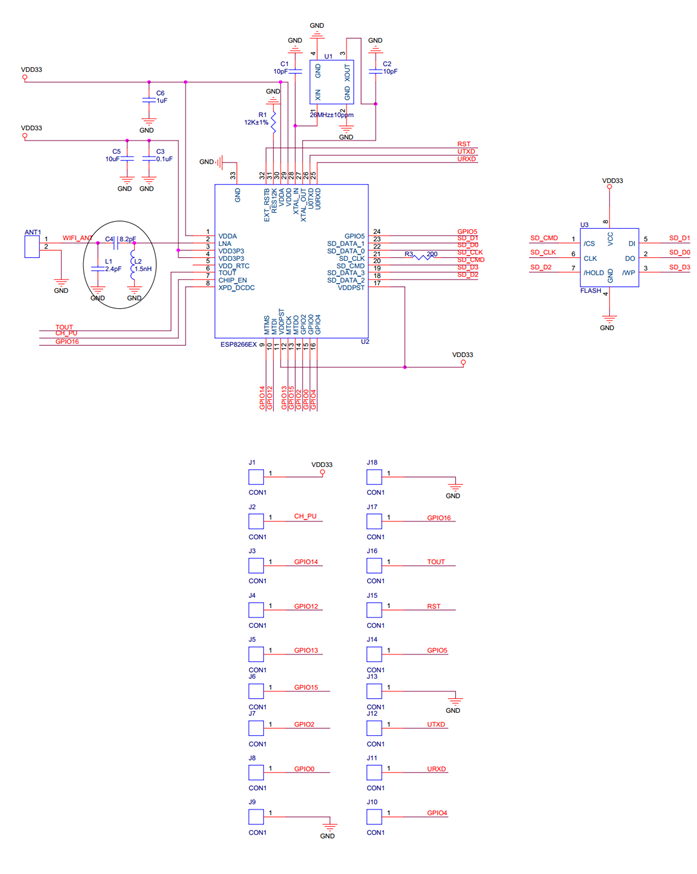 GND
GND
GND
4
3
U1
C1
10pF
C2
10pF
GND
XOUT
XIN
GND
1
2
26MHz±10ppm
GND
VDD33
C6
1uF
GND
GND
R1
12K±1%
VDD33
C5
10uF
C3
0.1uF
GND
GND
GND
33
32
31
30
29
28
27
26
25
RST
UTXD
URXD
GND
EXT_RSTB
RES12K
VDDA
VDDD
XTAL_IN
XTAL_OUT
U0TXD
U0RXD
ANT1
1
2
WIFI_ANT
C4
8.2pF
L1
2.4pF
L2
1.5nH
GND
GND
GND
1 VDDA
2 LNA
3 VDD3P3
4 VDD3P3
5 VDD_RTC
6 TOUT
7 CHIP_EN
8 XPD_DCDC
GPIO5 24 GPIO5
SD_DATA_1 23 SD_D1
SD_DATA_0 22 SD_D0
SD_CLK 21 R3 200 SD_CLK
SD_CMD 20 SD_CMD
SD_DATA_3 19 SD_D3
SD_DATA_2 18 SD_D2
VDDPST 17
TOUT
CH_PU
GPIO16
MTMS
MTDI
VDDPST
MTCK
MTDO
GPIO2
GPIO0
GPIO4
ESP8266EX
U2
9
10
11
12
13
14
15
16
GPIO14
GPIO12
GPIO13
GPIO15
GPIO2
GPIO0
GPIO4
VDD33
VDD33
8
U3
VCC
SD_CMD 1 /CS DI 5 SD_D1
SD_CLK 6 CLK DO 2 SD_D0
SD_D2 7 /HOLD /WP 3 SD_D3
GND
FLASH
4
GND
J1
1
VDD33
CON1
J18
1
GND
CON1
J2
1
CH_PU
CON1
J17
1
GPIO16
CON1
J3
1
GPIO14
CON1
J16
1
TOUT
CON1
J4
1
GPIO12
CON1
J15
1
RST
CON1
J5
1
GPIO13
CON1
J14
1
GPIO5
CON1
J6
1
GPIO15
CON1
J13
1
GND
CON1
J7
1
GPIO2
CON1
J12
1
UTXD
CON1
J8
1
GPIO0
CON1
J11
1
URXD
CON1
J9
1
GND
CON1
J10
1
GPIO4
CON1